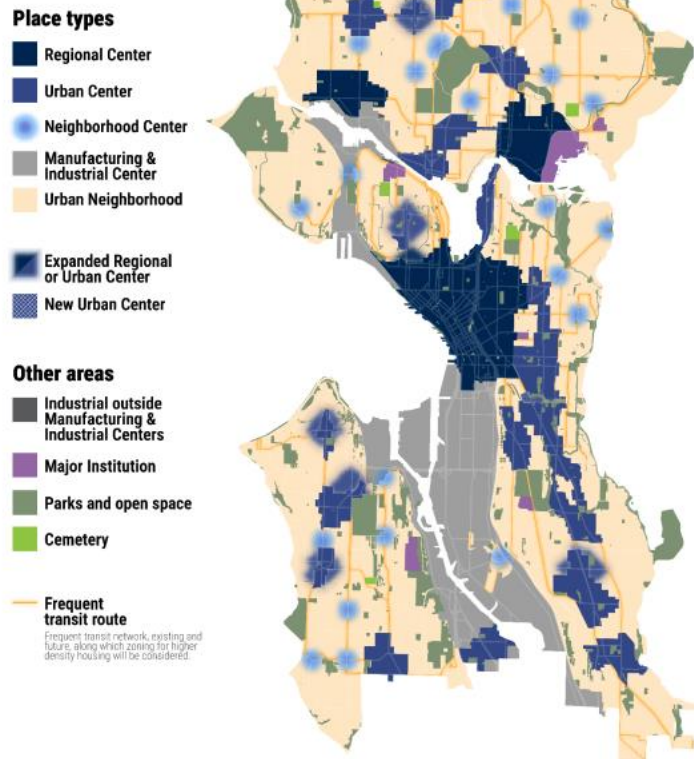 Place types
Regional Center
Urban Center
Neighborhood Center
Manufacturing &
Industrial Center
Urban Neighborhood
Expanded Regional
or Urban Center
New Urban Center
Other areas
Industrial outside
Manufacturing &
Industrial Centers
Major Institution
Parks and open space
Cemetery
Frequent
transit route
Frequent transit network, existing and
future, along which zoning for higher
density housing will be considered.